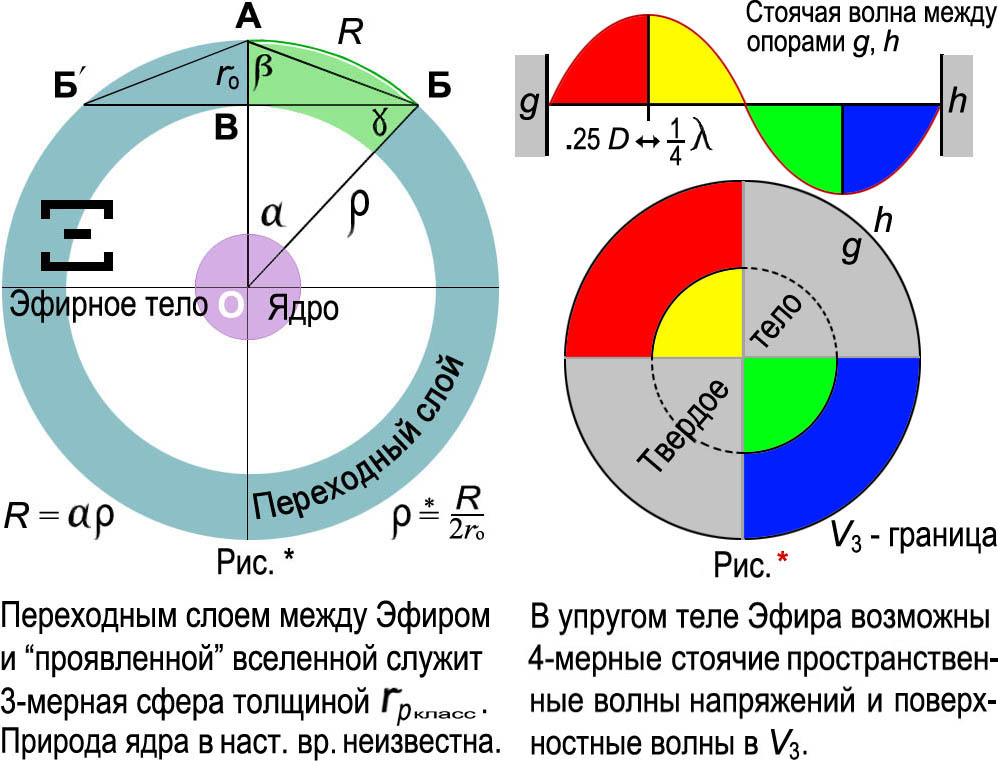 А
R
r₀
β
Б′
Б
В
γ
α
ρ
Ξ
Эфирное тело
О
Ядро
Переходный слой
R = αρ
ρ ≛ R/2r₀
Рис. *
Переходным слоем между Эфиром
и “проявленной” вселенной служит
3-мерная сфера толщиной rₚ класс .
Природа ядра в наст. вр. неизвестна.
Стоячая волна между
опорами g, h
g
h
.25 D ↔ 1/4 λ
h
g
тело
Твердое
V₃ - граница
Рис. *
В упругом теле Эфира возможны
4-мерные стоячие пространствен-
ные волны напряжений и поверх-
ностные волны в V₃.